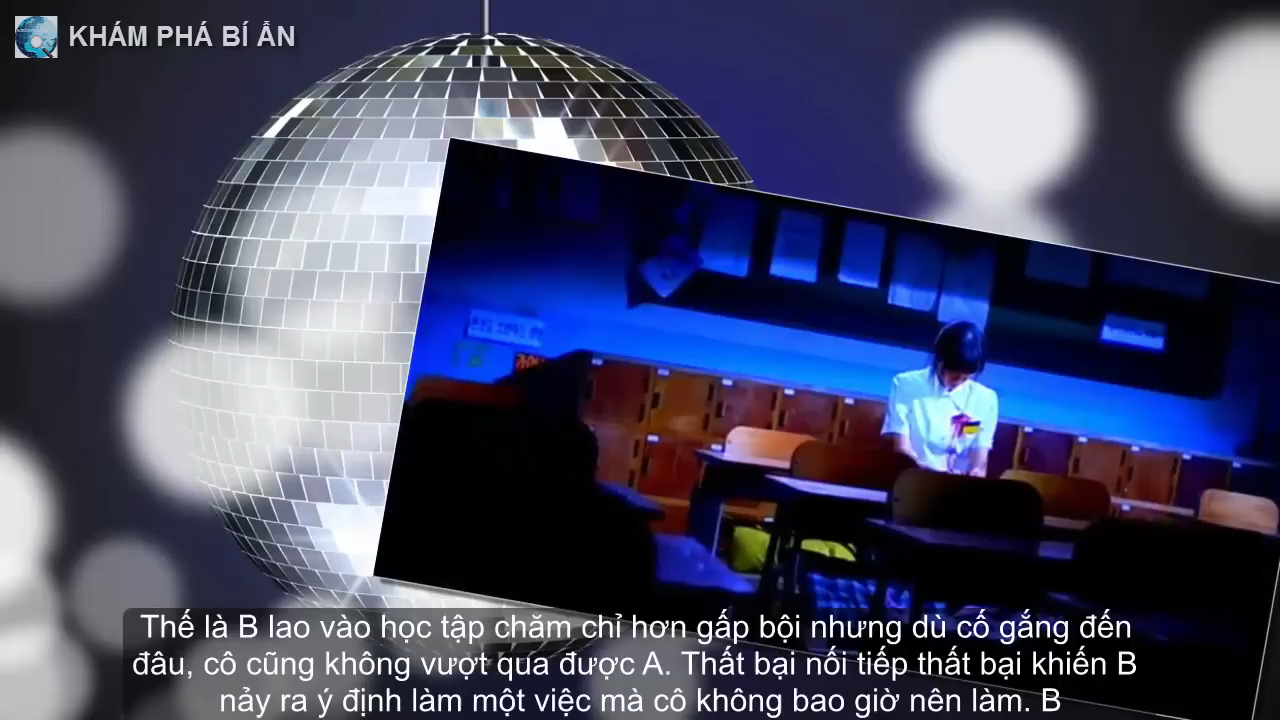 KHÁM PHÁ BÍ ẨN
Thế là B lao vào học tập chăm chỉ hơn gấp bội nhưng dù cố gắng đến
đâu, cô cũng không vượt qua được A. Thất bại nối tiếp thất bại khiến B
nảy ra ý định làm một việc mà cô không bao giờ nên làm. B